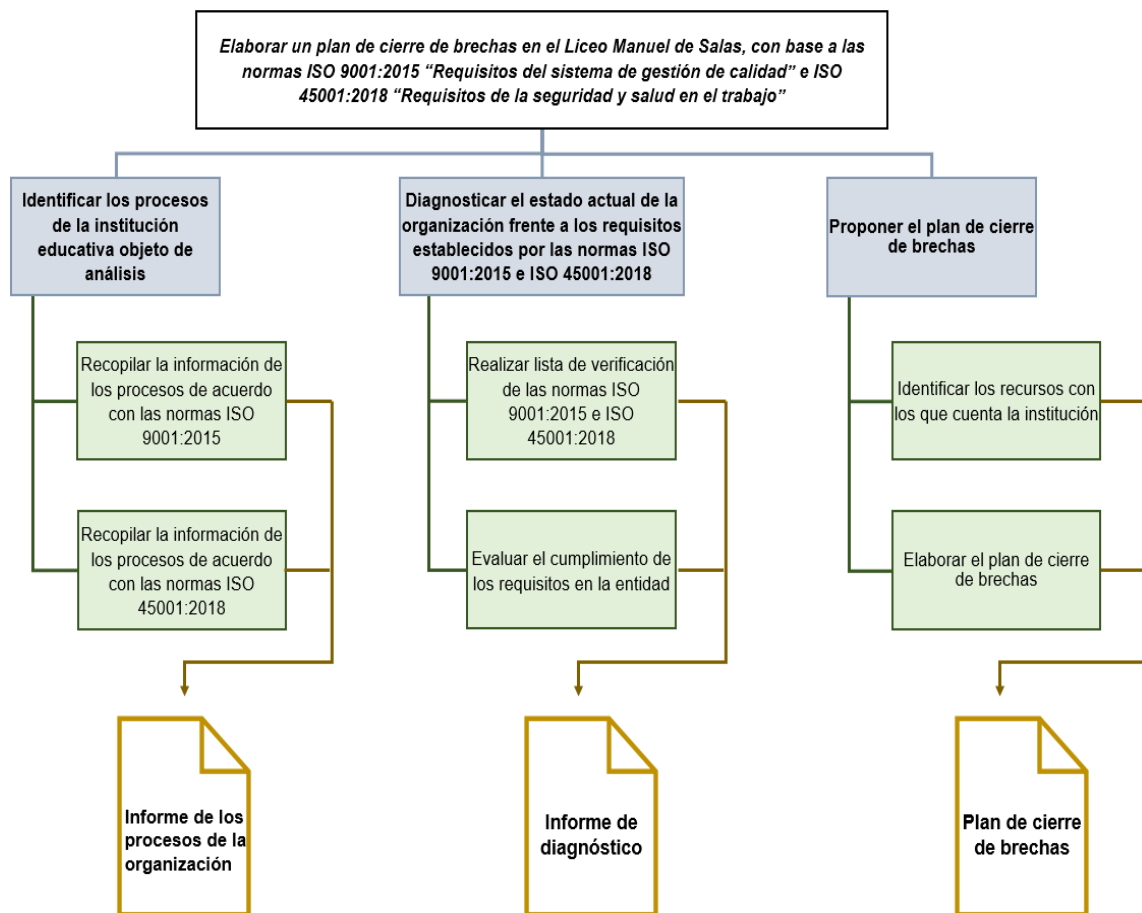 Elaborar un plan de cierre de brechas en el Liceo Manuel de Salas, con base a las
normas ISO 9001:2015 “Requisitos del sistema de gestión de calidad” e ISO
45001:2018 “Requisitos de la seguridad y salud en el trabajo”
Identificar los procesos
de la institución
educativa objeto de
análisis
Diagnosticar el estado actual de la
organización frente a los requisitos
establecidos por las normas ISO
9001:2015 e ISO 45001:2018
Proponer el plan de cierre
de brechas
Recopilar la información de
los procesos de acuerdo
con las normas ISO
9001:2015
Realizar lista de verificación
de las normas ISO
9001:2015 e ISO
45001:2018
Identificar los recursos con
los que cuenta la institución
Recopilar la información de
los procesos de acuerdo
con las normas ISO
45001:2018
Evaluar el cumplimiento de
los requisitos en la entidad
Elaborar el plan de cierre
de brechas
Informe de los
procesos de la
organización
Informe de
diagnóstico
Plan de cierre
de brechas